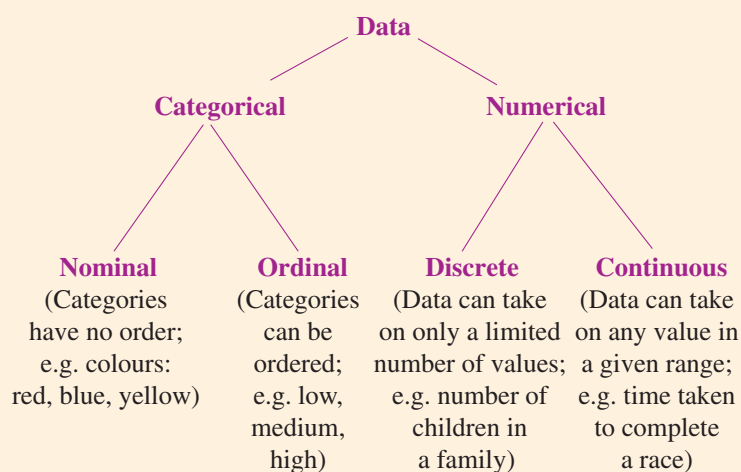 Data
Categorical
Numerical
Nominal
(Categories
have no order;
e.g. colours:
red, blue, yellow)
Ordinal
(Categories
can be
ordered;
e.g. low,
medium,
high)
Discrete
(Data can take
on only a limited
number of values;
e.g. number of
children in
a family)
Continuous
(Data can take
on any value in
a given range;
e.g. time taken
to complete
a race)